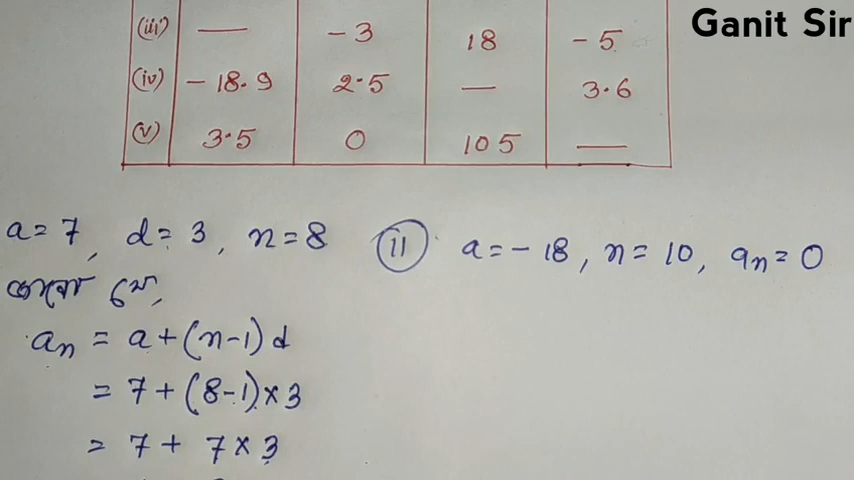 Ganit Sir
(iii) — -3 18 -5
(iv) -18.9 2.5 — 3.6
(v) 3.5 0 105 —
a = 7, d = 3, n = 8
(11) a = -18, n = 10, an = 0
an = a + (n-1) d
= 7 + (8-1) × 3
= 7 + 7 × 3